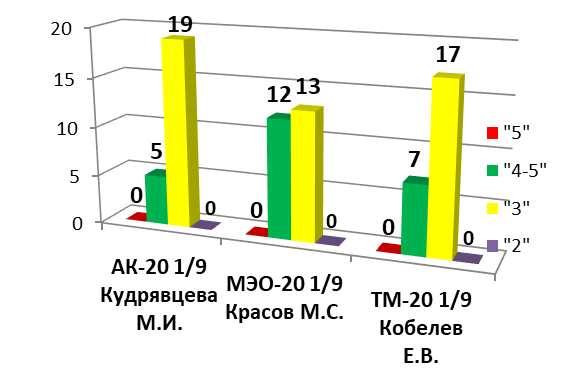 20
15
10
5
0
0 5 19 0
0 12 13 0
0 7 17 0
"5"
"4-5"
"3"
"2"
АК-20 1/9
Кудрявцева
М.И.
МЭО-20 1/9
Красов М.С.
ТМ-20 1/9
Кобелев
Е.В.